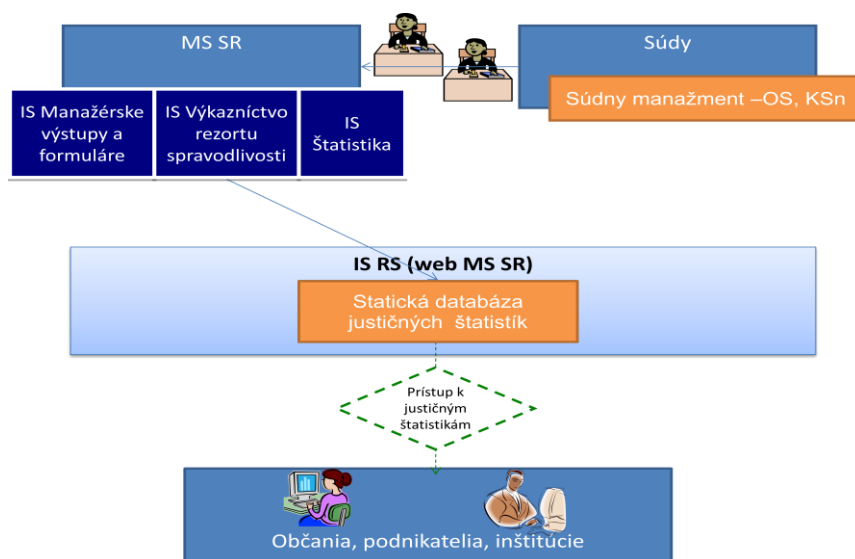 MS SR
Súdy
Súdny manažment –OS, KSn
IS Manažérske
výstupy a
formuláre
IS Výkazníctvo
rezortu
spravodlivosti
IS
Štatistika
IS RS (web MS SR)
Statická databáza
justičných štatistík
Prístup k
justičným
štatistikám
Občania, podnikatelia, inštitúcie